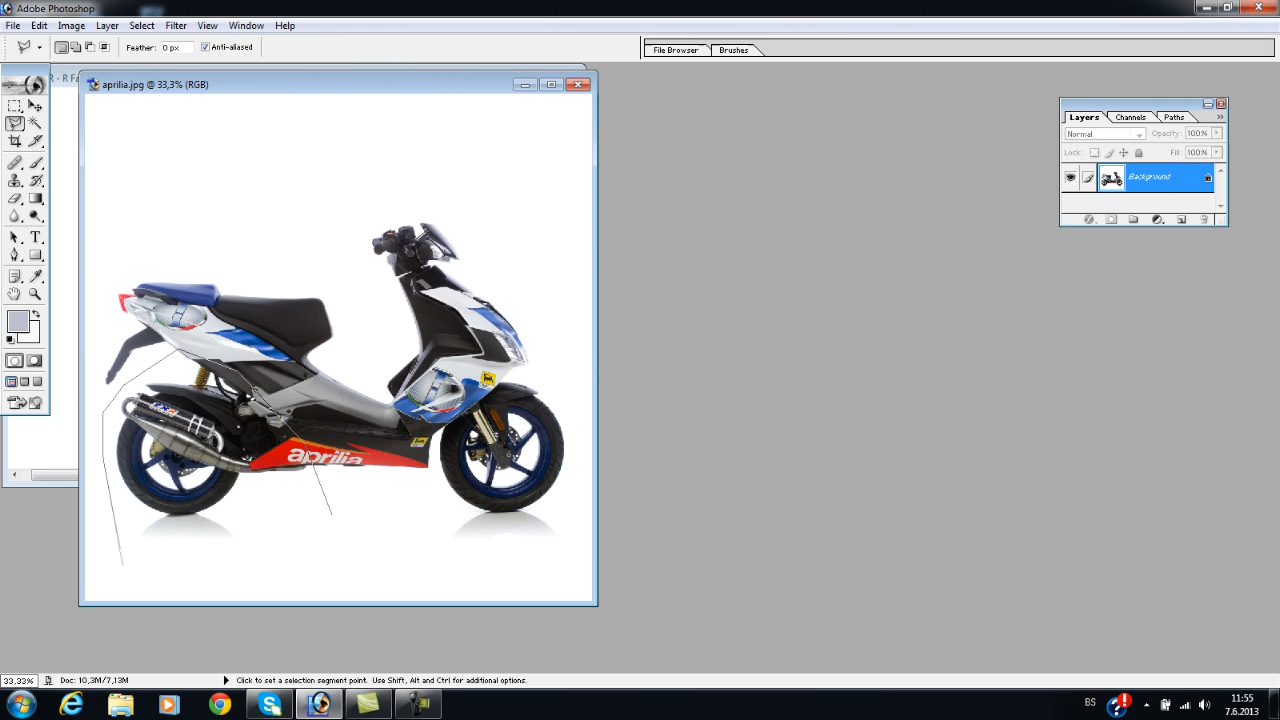 Adobe Photoshop
File Edit Image Layer Select Filter View Window Help
Feather: 0 px Anti-aliased
File Browser Brushes
aprilia.jpg @ 33,3% (RGB)
Layers Channels Paths
Normal Opacity: 100%
Lock: Fill: 100%
Background
aprilia
33,33% Doc: 10,3M/7,13M Click to set a selection segment point. Use Shift, Alt and Ctrl for additional options.
BS 11:55
7.6.2013